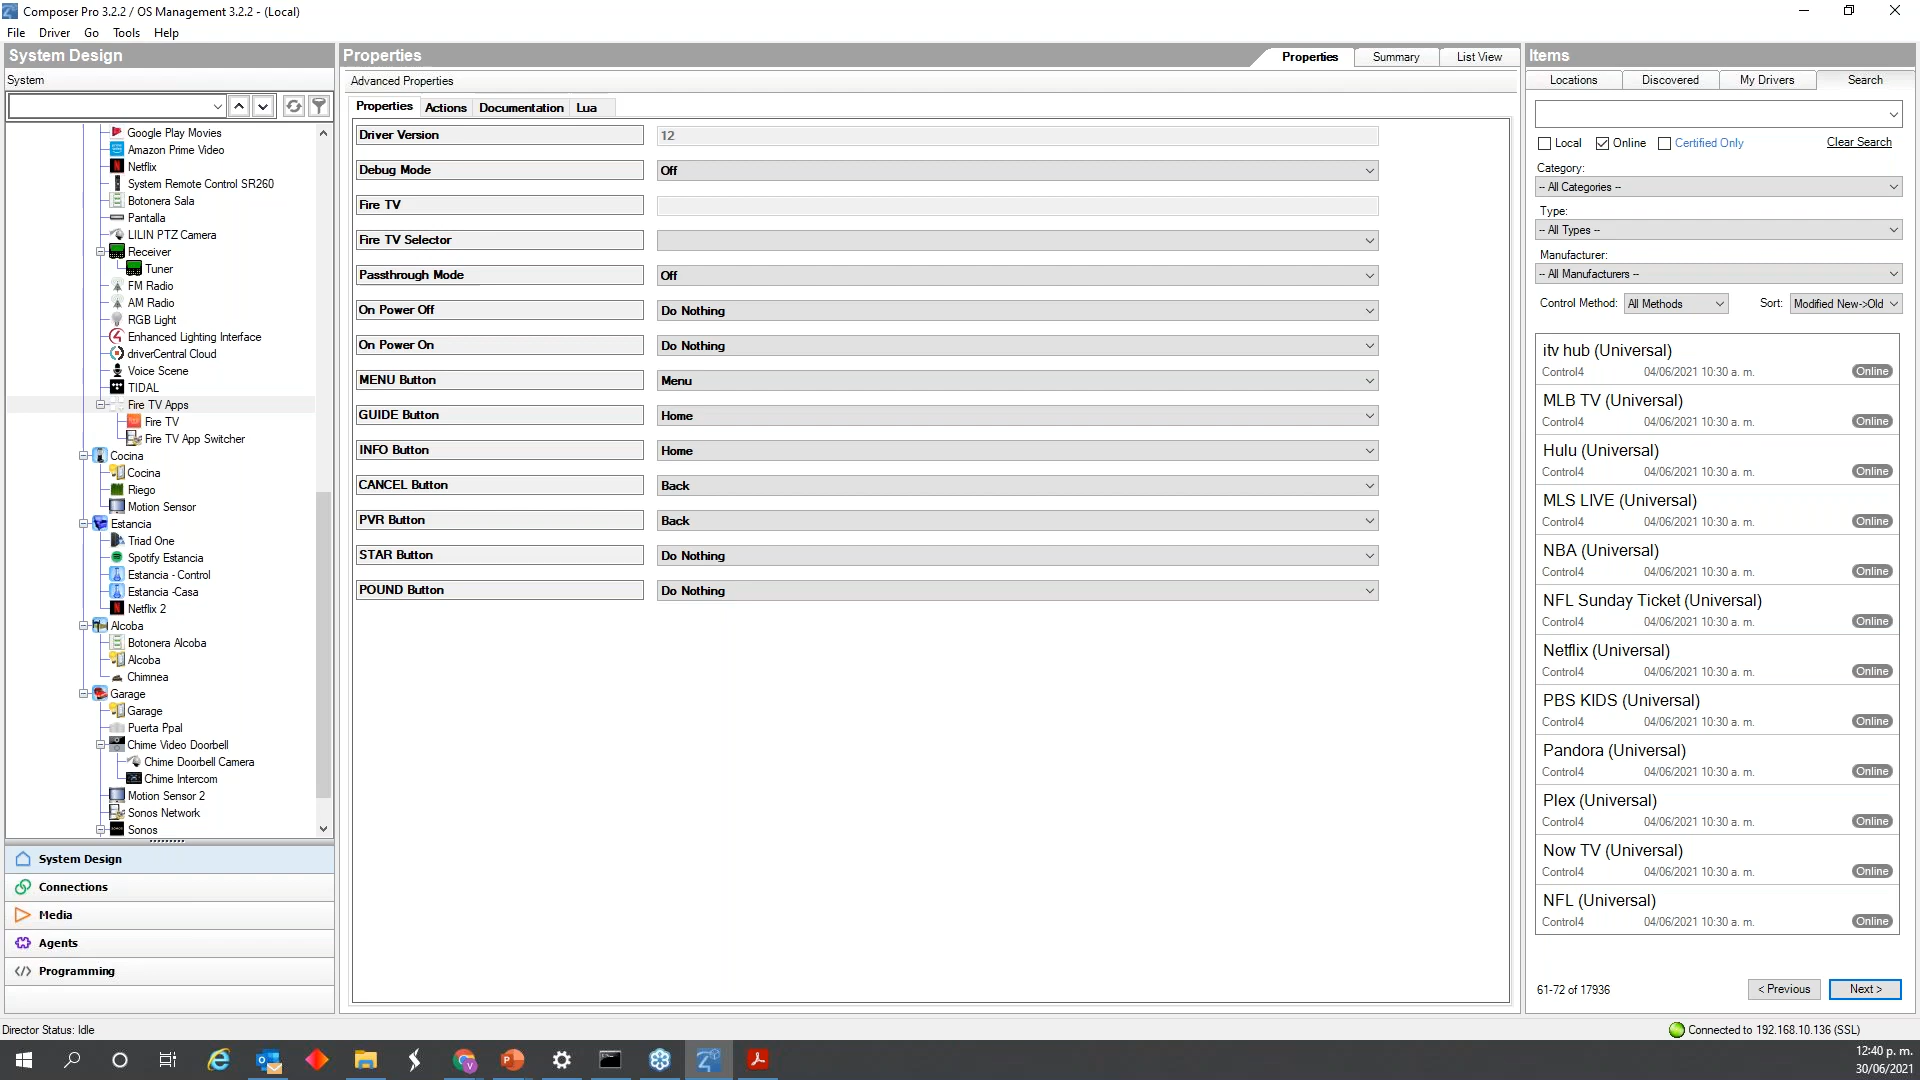 Composer Pro 3.2.2 / OS Management 3.2.2 - (Local)
File Driver Go Tools Help
System Design
System
Google Play Movies
Amazon Prime Video
Netflix
System Remote Control SR260
Botonera Sala
Pantalla
LILIN PTZ Camera
Receiver
Tuner
FM Radio
AM Radio
RGB Light
Enhanced Lighting Interface
driverCentral Cloud
Voice Scene
TIDAL
Fire TV Apps
Fire TV
Fire TV App Switcher
Cocina
Cocina
Riego
Motion Sensor
Estancia
Triad One
Spotify Estancia
Estancia - Control
Estancia -Casa
Netflix 2
Alcoba
Botonera Alcoba
Alcoba
Chimnea
Garage
Garage
Puerta Ppal
Chime Video Doorbell
Chime Doorbell Camera
Chime Intercom
Motion Sensor 2
Sonos Network
Sonos
System Design
Connections
Media
Agents
Programming
Properties
Properties Summary List View
Advanced Properties
Properties Actions Documentation Lua
Driver Version 12
Debug Mode Off
Fire TV
Fire TV Selector
Passthrough Mode Off
On Power Off Do Nothing
On Power On Do Nothing
MENU Button Menu
GUIDE Button Home
INFO Button Home
CANCEL Button Back
PVR Button Back
STAR Button Do Nothing
POUND Button Do Nothing
Items
Locations Discovered My Drivers Search
Local Online Certified Only Clear Search
Category:
-- All Categories --
Type:
-- All Types --
Manufacturer:
-- All Manufacturers --
Control Method: All Methods Sort: Modified New->Old
itv hub (Universal)
Control4 04/06/2021 10:30 a. m. Online
MLB TV (Universal)
Control4 04/06/2021 10:30 a. m. Online
Hulu (Universal)
Control4 04/06/2021 10:30 a. m. Online
MLS LIVE (Universal)
Control4 04/06/2021 10:30 a. m. Online
NBA (Universal)
Control4 04/06/2021 10:30 a. m. Online
NFL Sunday Ticket (Universal)
Control4 04/06/2021 10:30 a. m. Online
Netflix (Universal)
Control4 04/06/2021 10:30 a. m. Online
PBS KIDS (Universal)
Control4 04/06/2021 10:30 a. m. Online
Pandora (Universal)
Control4 04/06/2021 10:30 a. m. Online
Plex (Universal)
Control4 04/06/2021 10:30 a. m. Online
Now TV (Universal)
Control4 04/06/2021 10:30 a. m. Online
NFL (Universal)
Control4 04/06/2021 10:30 a. m. Online
61-72 of 17936 < Previous Next >
Director Status: Idle
Connected to 192.168.10.136 (SSL)
12:40 p. m.
30/06/2021